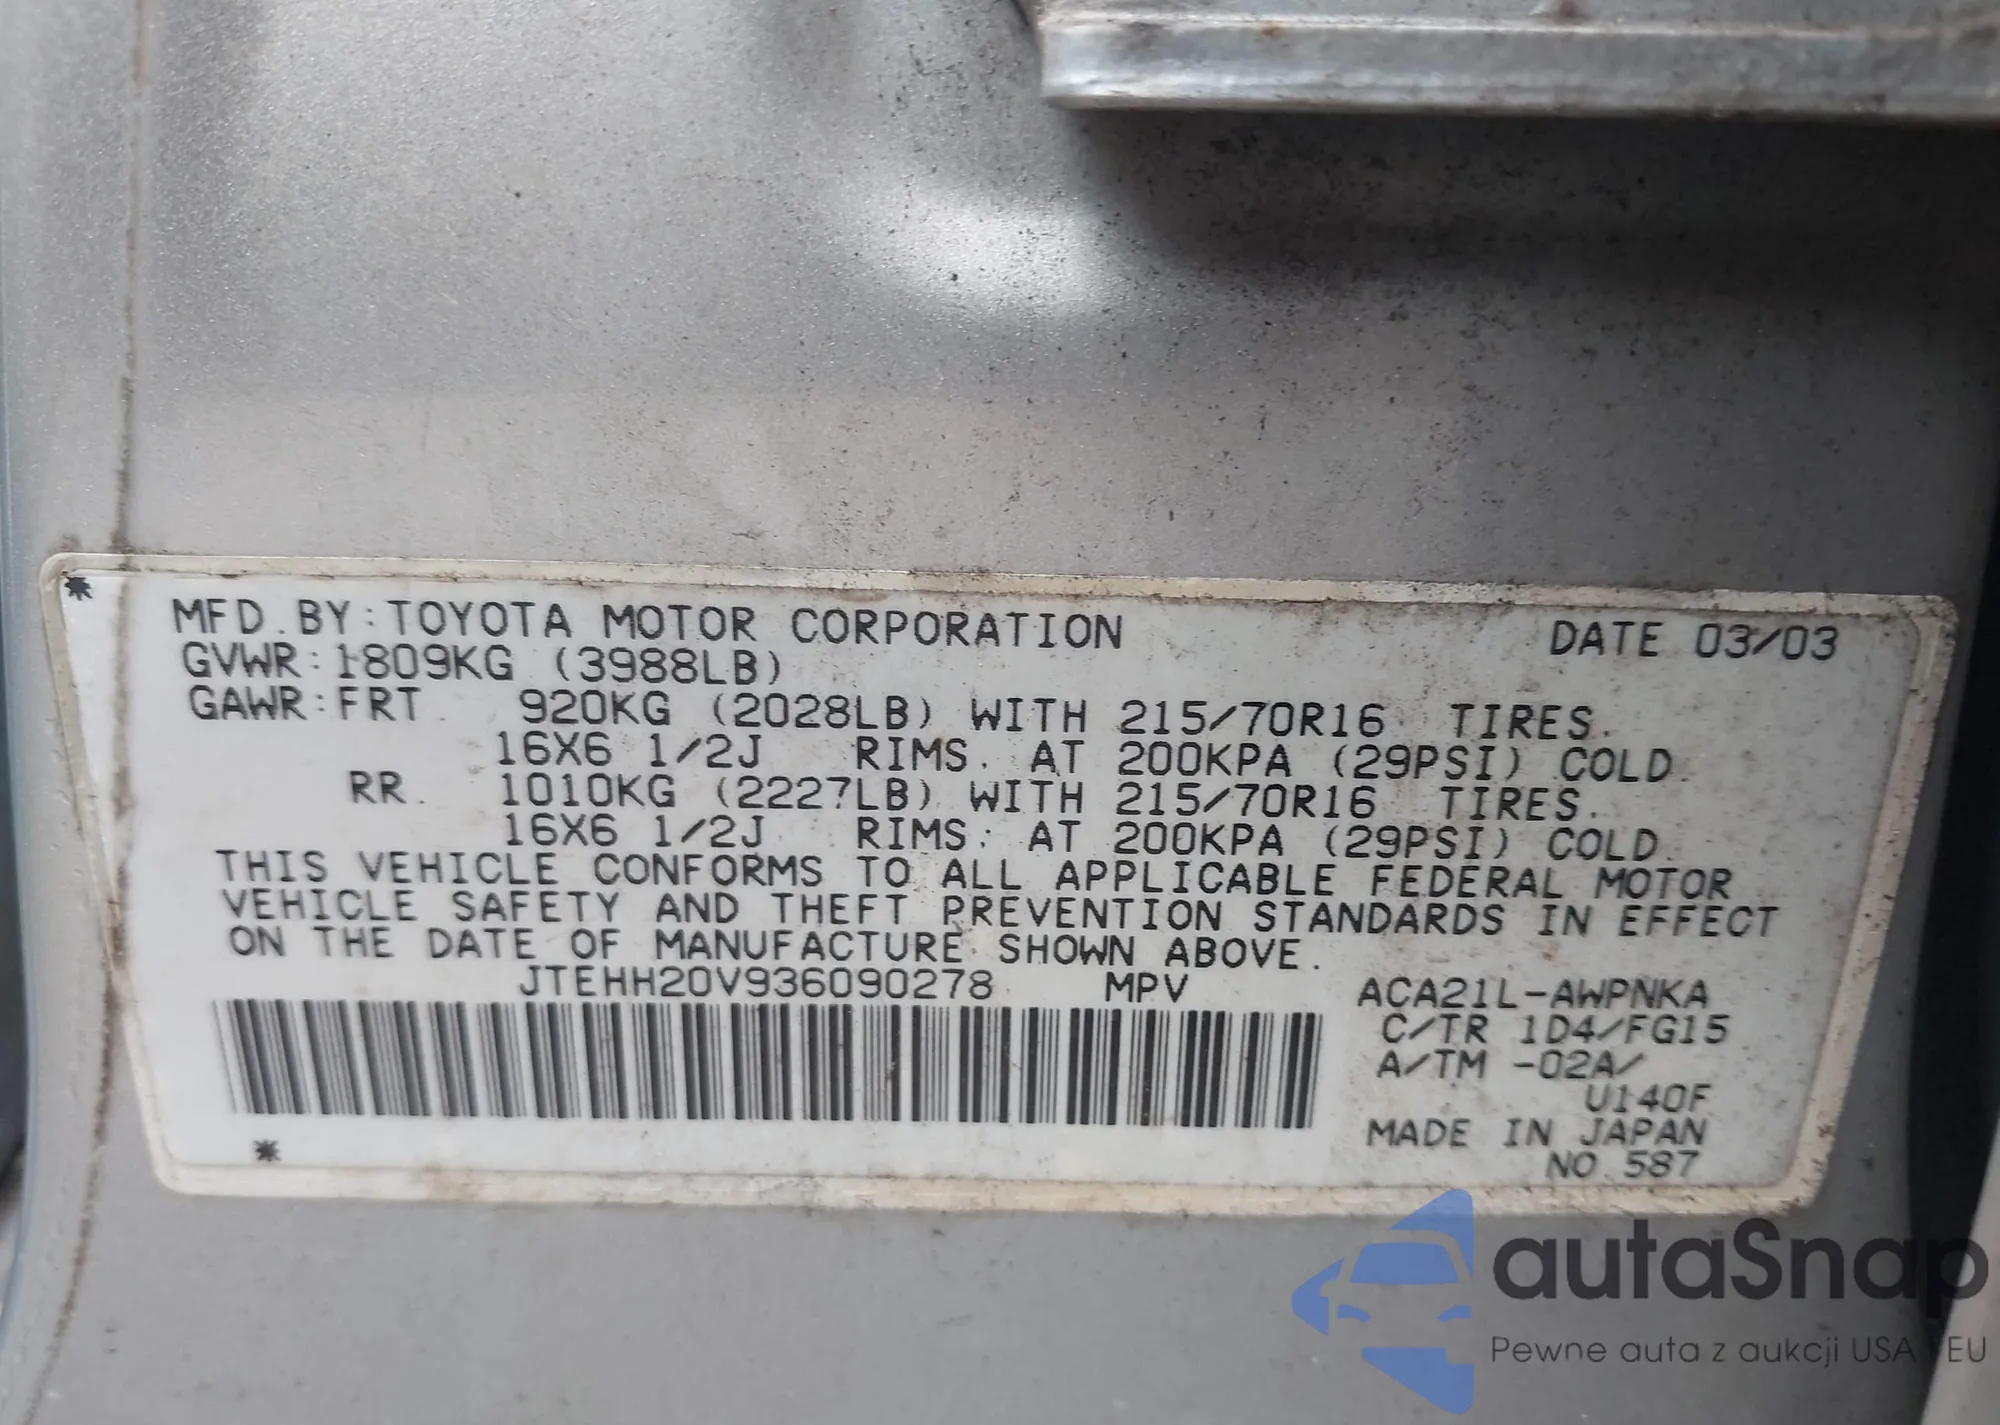 MFD. BY: TOYOTA MOTOR CORPORATION DATE 03/03
GVWR: 1809KG (3988LB)
GAWR: FRT. 920KG (2028LB) WITH 215/70R16 TIRES.
16X6 1/2J RIMS. AT 200KPA (29PSI) COLD.
RR. 1010KG (2227LB) WITH 215/70R16 TIRES.
16X6 1/2J RIMS. AT 200KPA (29PSI) COLD.
THIS VEHICLE CONFORMS TO ALL APPLICABLE FEDERAL MOTOR
VEHICLE SAFETY AND THEFT PREVENTION STANDARDS IN EFFECT
ON THE DATE OF MANUFACTURE SHOWN ABOVE.
JTEHH20V936090278 MPV ACA21L-AWPNKA
C/TR 1D4/FG15
A/TM -02A/
U140F
MADE IN JAPAN
NO.587
autaSnap
Pewne auta z aukcji USA i EU